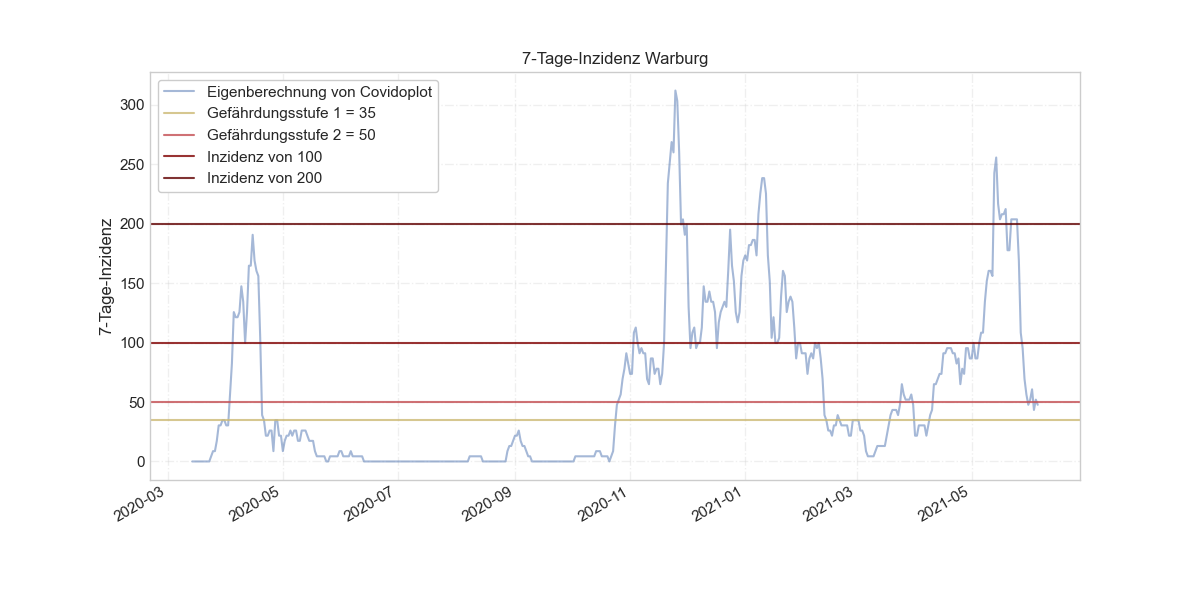 7-Tage-Inzidenz Warburg
Eigenberechnung von Covidoplot
Gefährdungsstufe 1 = 35
Gefährdungsstufe 2 = 50
Inzidenz von 100
Inzidenz von 200
7-Tage-Inzidenz
300
250
200
150
100
50
0
2020-03
2020-05
2020-07
2020-09
2020-11
2021-01
2021-03
2021-05